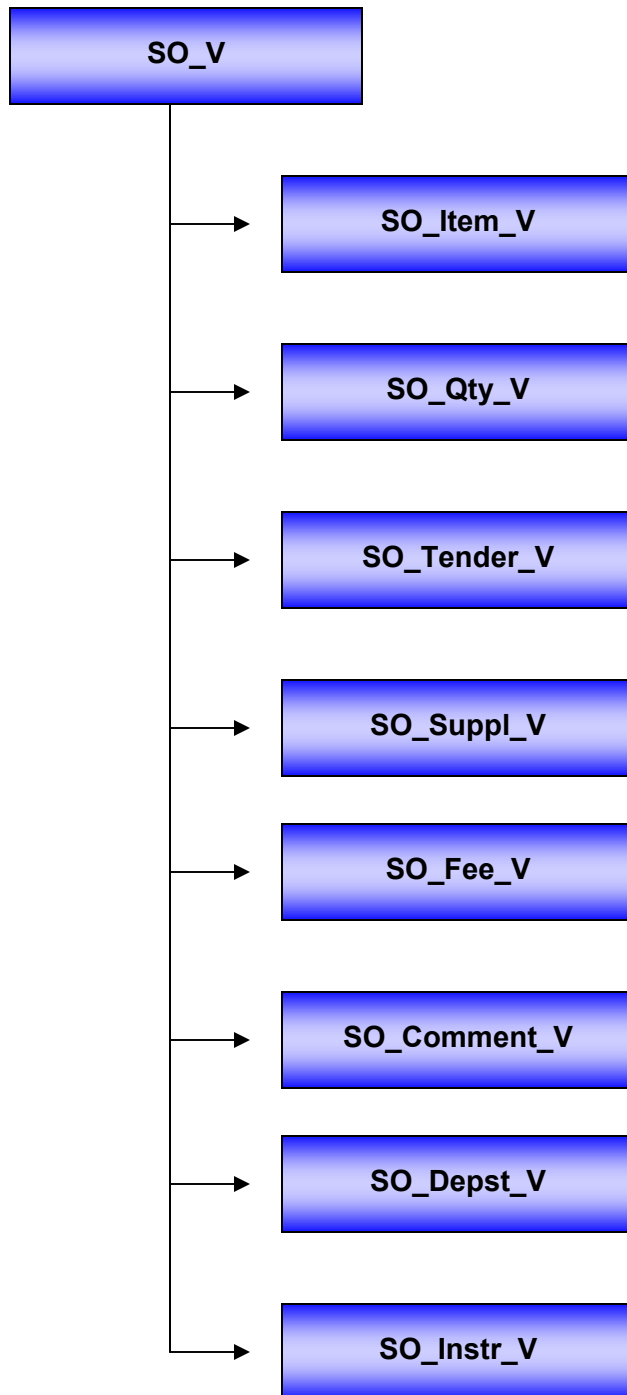 SO_V
SO_Item_V
SO_Qty_V
SO_Tender_V
SO_Suppl_V
SO_Fee_V
SO_Comment_V
SO_Depst_V
SO_Instr_V